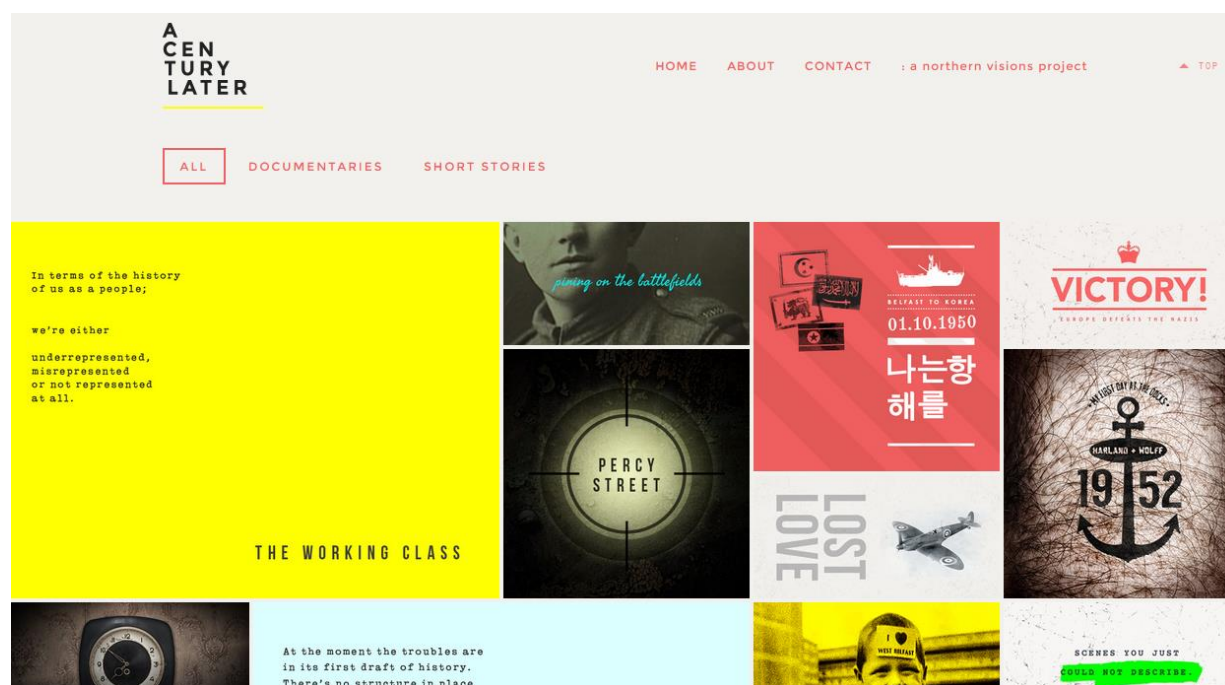 A
CEN
TURY
LATER
HOME ABOUT CONTACT : a northern visions project
TOP
ALL DOCUMENTARIES SHORT STORIES
In terms of the history
of us as a people;
we're either
underrepresented,
misrepresented
or not represented
at all.
THE WORKING CLASS
pining on the battlefields
PERCY
STREET
BELFAST TO KOREA
01.10.1950
나는항
해를
LOST
LOVE
VICTORY!
EUROPE DEFEATS THE NAZIS
• MY FIRST DAY AT THE DOCKS •
HARLAND + WOLFF
1952
At the moment the troubles are
in its first draft of history.
There's no structure in place
I ♥
WEST BELFAST
SCENES YOU JUST
COULD NOT DESCRIBE.